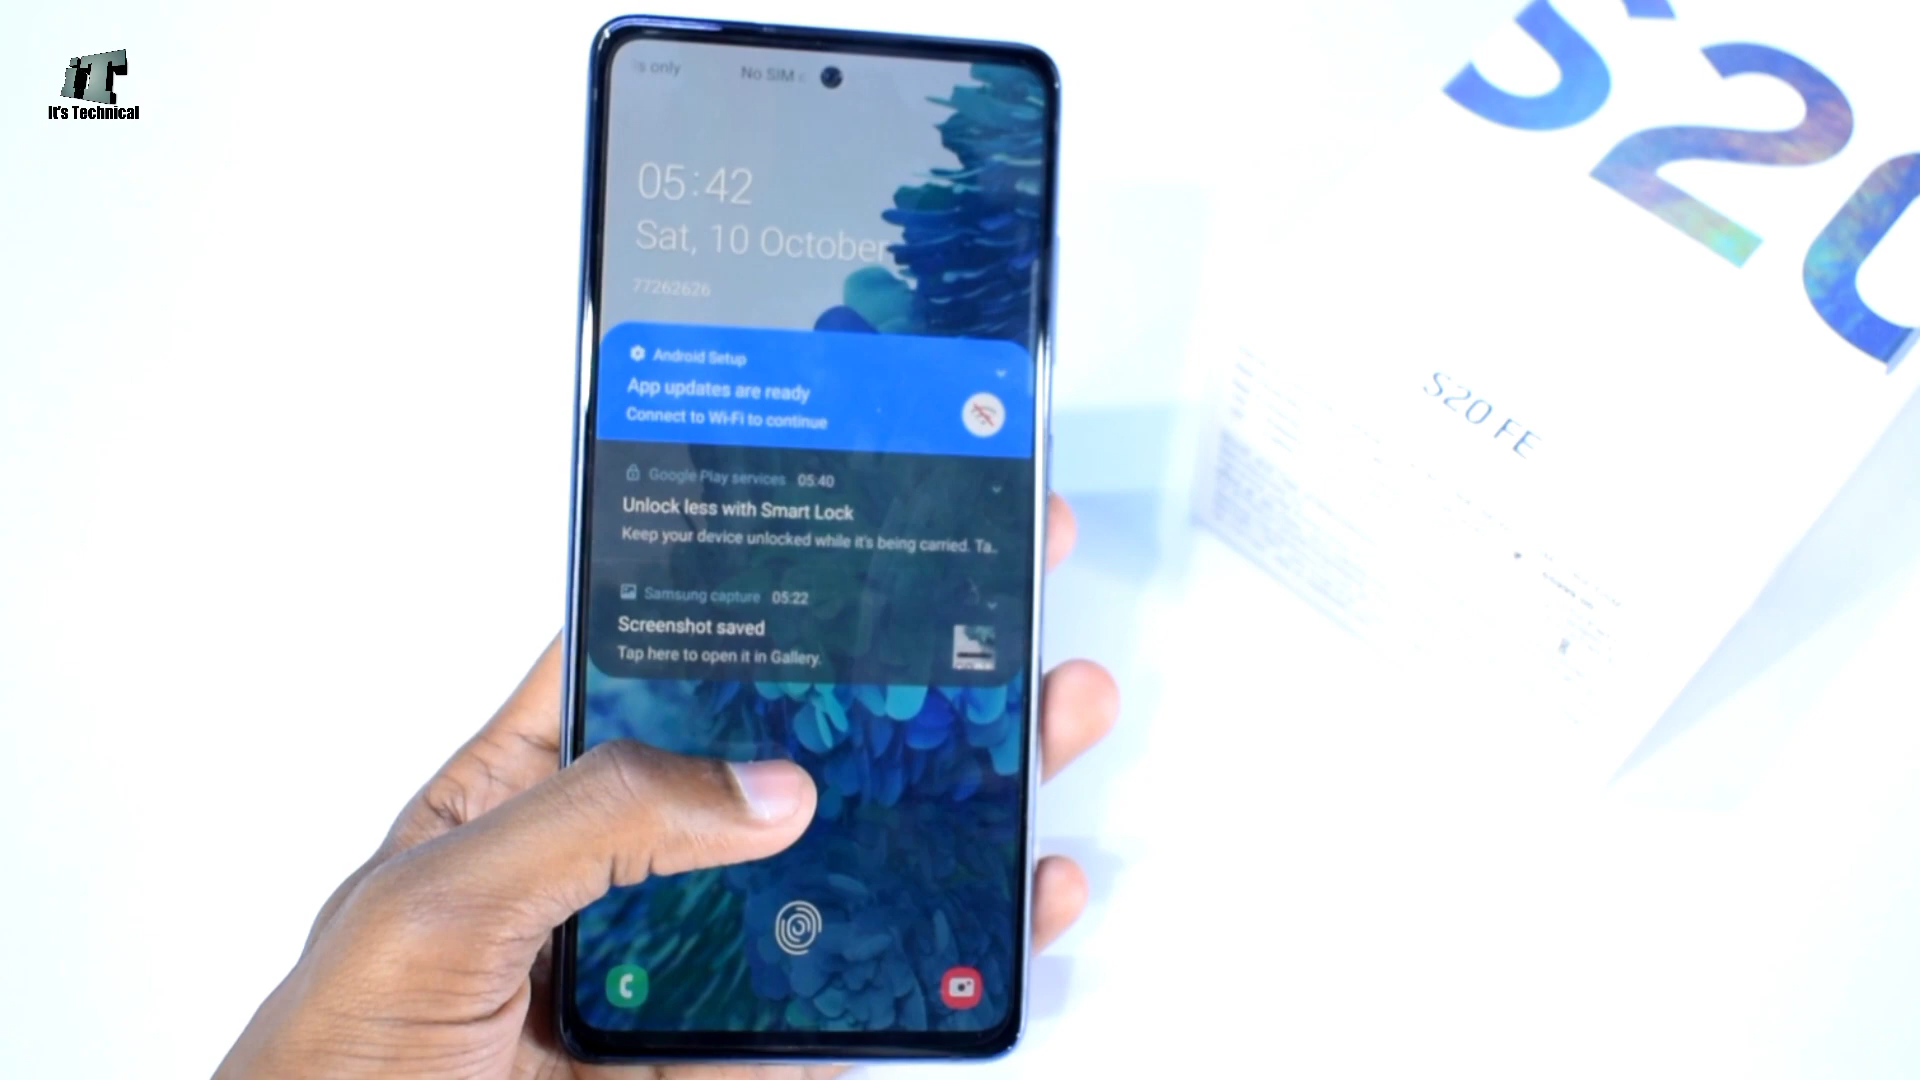 iT
It's Technical
s only
No SIM c
05:42
Sat, 10 October
77262626
Android Setup
App updates are ready
Connect to Wi-Fi to continue
Google Play services 05:40
Unlock less with Smart Lock
Keep your device unlocked while it's being carried. Ta..
Samsung capture 05:22
Screenshot saved
Tap here to open it in Gallery.
S20
S20 FE